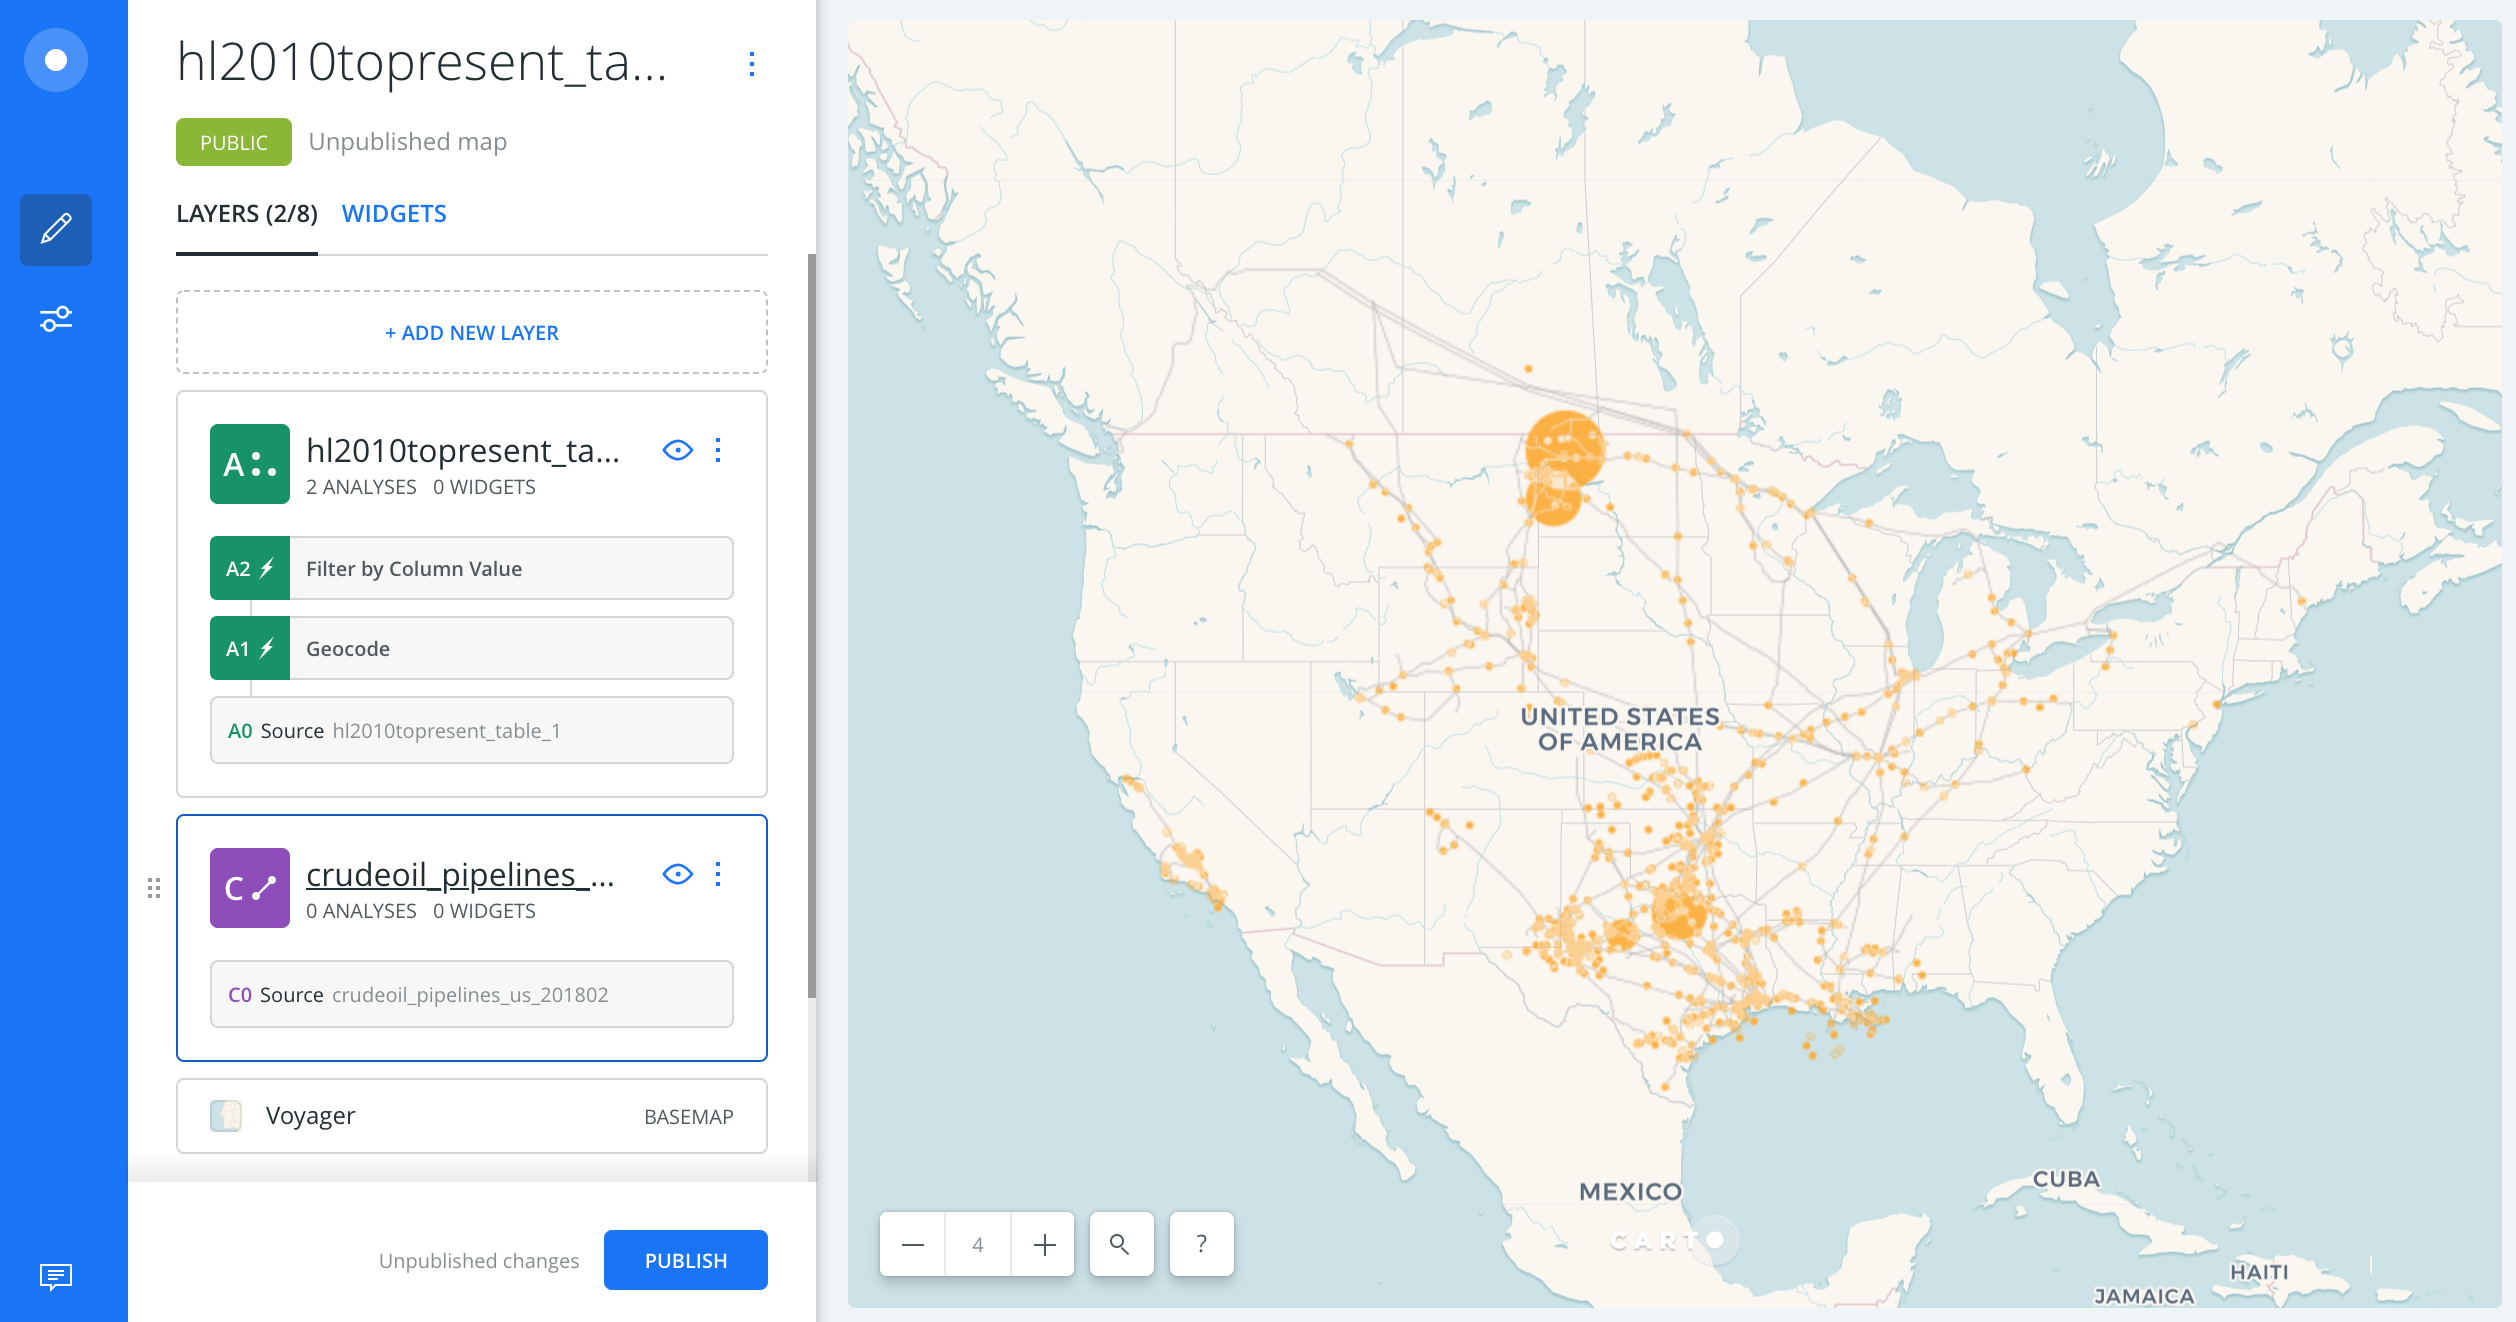 hl2010topresent_ta...
PUBLIC Unpublished map
LAYERS (2/8) WIDGETS
+ ADD NEW LAYER
A hl2010topresent_ta...
2 ANALYSES 0 WIDGETS
A2 Filter by Column Value
A1 Geocode
A0 Source hl2010topresent_table_1
C crudeoil_pipelines_...
0 ANALYSES 0 WIDGETS
C0 Source crudeoil_pipelines_us_201802
Voyager BASEMAP
Unpublished changes PUBLISH
UNITED STATES
OF AMERICA
MEXICO
CUBA
HAITI
JAMAICA
4
?
CARTO